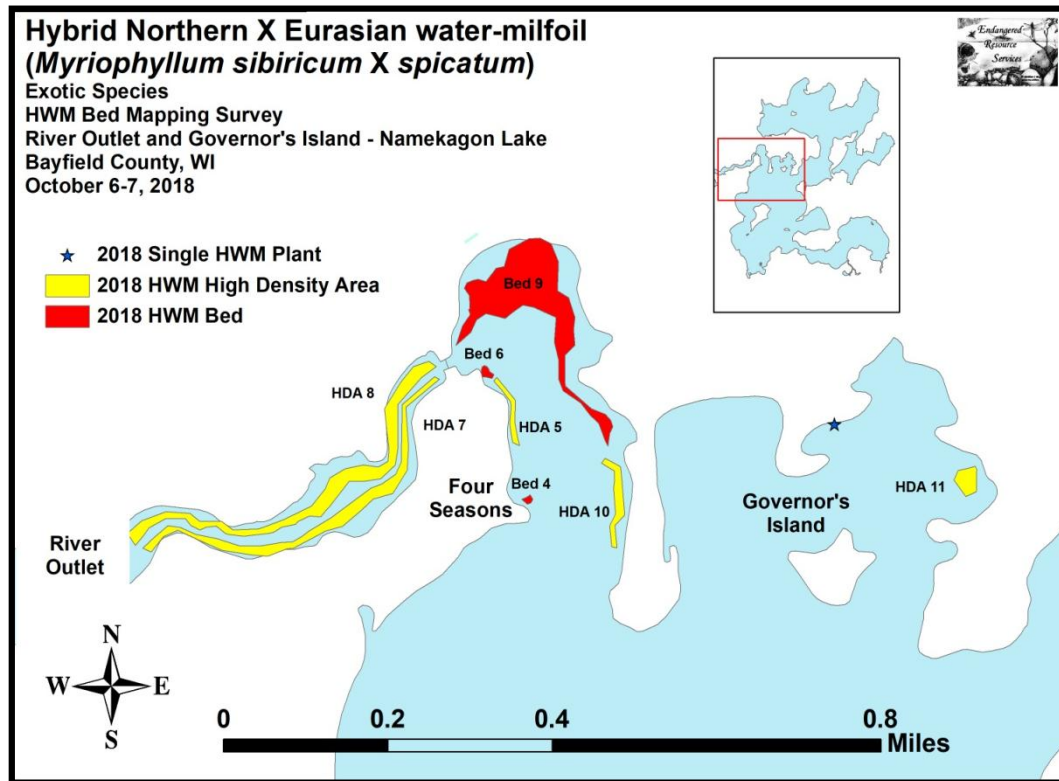 Hybrid Northern X Eurasian water-milfoil
(Myriophyllum sibiricum X spicatum)
Exotic Species
HWM Bed Mapping Survey
River Outlet and Governor's Island - Namekagon Lake
Bayfield County, WI
October 6-7, 2018
Endangered
Resource
Services
2018 Single HWM Plant
2018 HWM High Density Area
2018 HWM Bed
Bed 9
Bed 6
HDA 8
HDA 7
HDA 5
Bed 4
Four
Seasons
HDA 10
HDA 11
Governor's
Island
River
Outlet
N
W
E
S
0
0.2
0.4
0.8
Miles